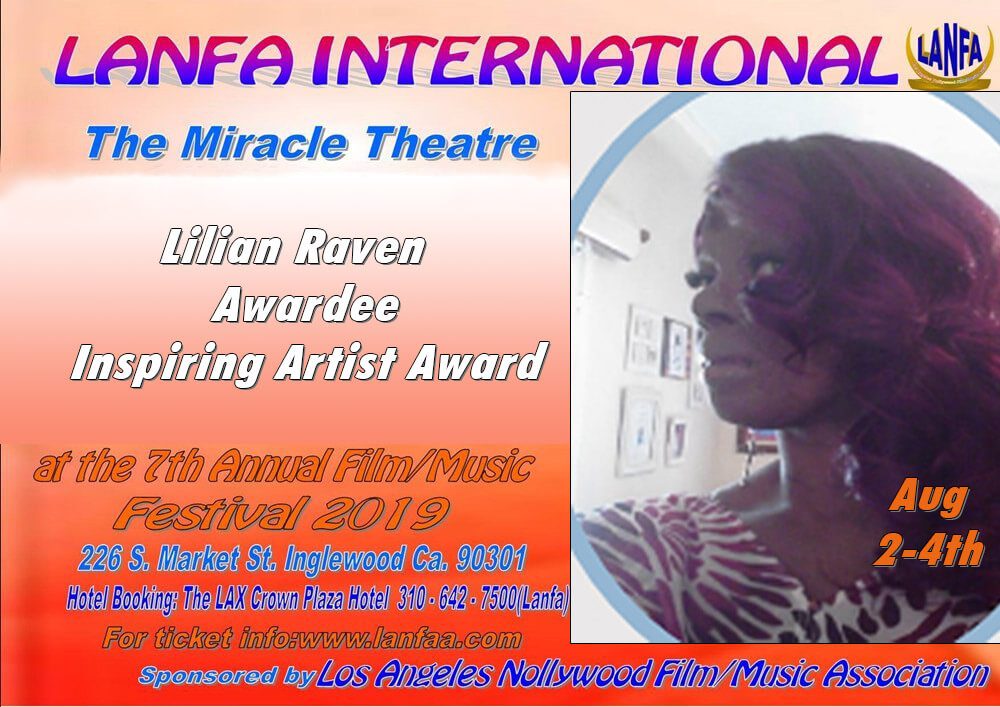 LANFA INTERNATIONAL
LANFA
The Miracle Theatre
Lilian Raven
Awardee
Inspiring Artist Award
at the 7th Annual Film/Music
Festival 2019
Aug
2-4th
226 S. Market St. Inglewood Ca. 90301
Hotel Booking: The LAX Crown Plaza Hotel 310 - 642 - 7500(Lanfa)
For ticket info:www.lanfaa.com
Sponsored by Los Angeles Nollywood Film/Music Association